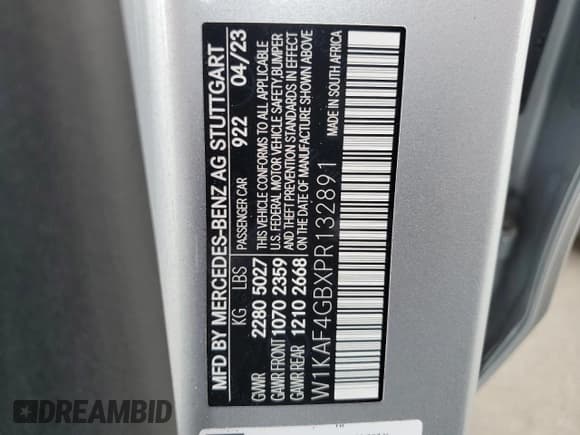 MFD BY MERCEDES-BENZ AG STUTTGART
PASSENGER CAR 922 04/23
KG LBS
GVWR 2280 5027
GAWR FRONT 1070 2359
GAWR REAR 1210 2668
THIS VEHICLE CONFORMS TO ALL APPLICABLE
U.S. FEDERAL MOTOR VEHICLE SAFETY,BUMPER
AND THEFT PREVENTION STANDARDS IN EFFECT
ON THE DATE OF MANUFACTURE SHOWN ABOVE
W1KAF4GBXPR132891
MADE IN SOUTH AFRICA
DREAMBID